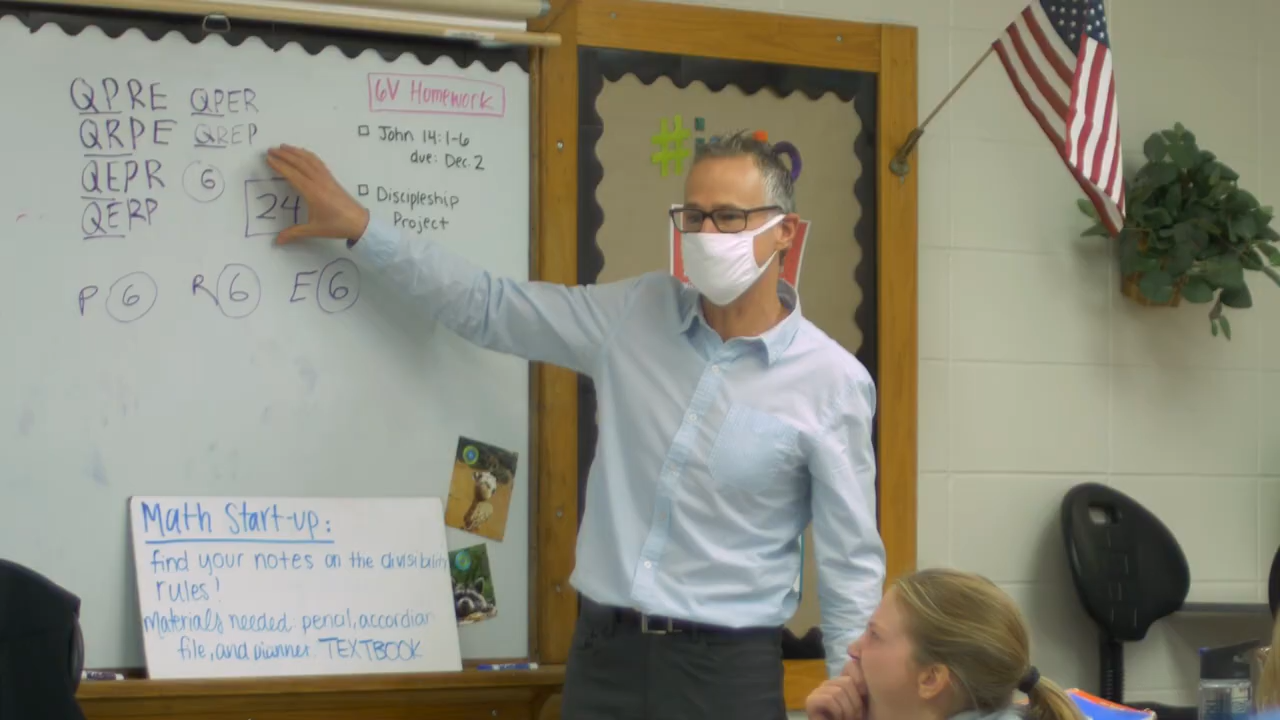 QPRE QPER
QRPE QREP
QEPR 6
QERP
24
P 6 R 6 E 6
6V Homework
John 14:1-6
due: Dec. 2
Discipleship
Project
Math Start-up:
find your notes on the divisibility
rules!
Materials needed: pencil, accordian
file, and planner. TEXTBOOK